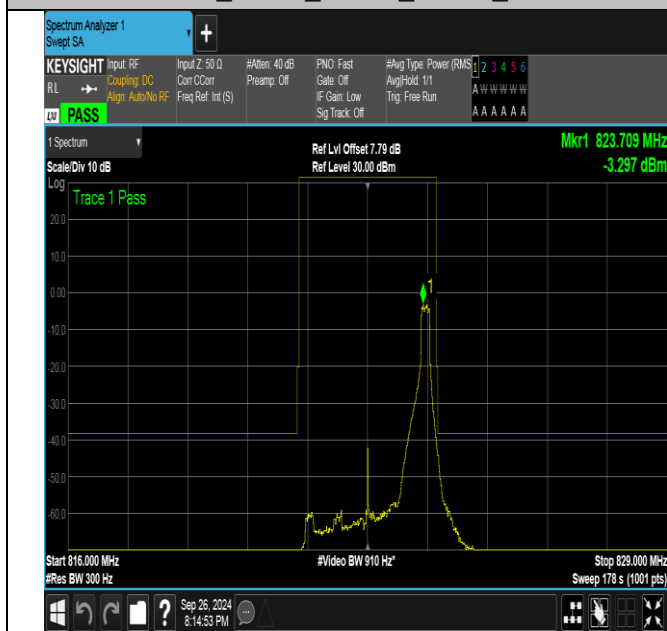 Spectrum Analyzer 1
Swept SA
+
KEYSIGHT Input: RF Input Z: 50 Ω #Atten: 40 dB PNO: Fast #Avg Type: Power (RMS 1 2 3 4 5 6
RL Coupling: DC Corr CCorr Preamp: Off Gate: Off Avg|Hold: 1/1 A W W W W W
Align: Auto/No RF Freq Ref: Int (S) IF Gain: Low Trig: Free Run
LXI PASS Sig Track: Off A A A A A A
1 Spectrum Ref Lvl Offset 7.79 dB Mkr1 823.709 MHz
Scale/Div 10 dB Ref Level 30.00 dBm -3.297 dBm
Log
Trace 1 Pass
20.0
10.0
1
0.00
-10.0
-20.0
-30.0
-40.0
-50.0
-60.0
Start 816.000 MHz #Video BW 910 Hz* Stop 829.000 MHz
#Res BW 300 Hz Sweep 178 s (1001 pts)
? Sep 26, 2024
8:14:53 PM